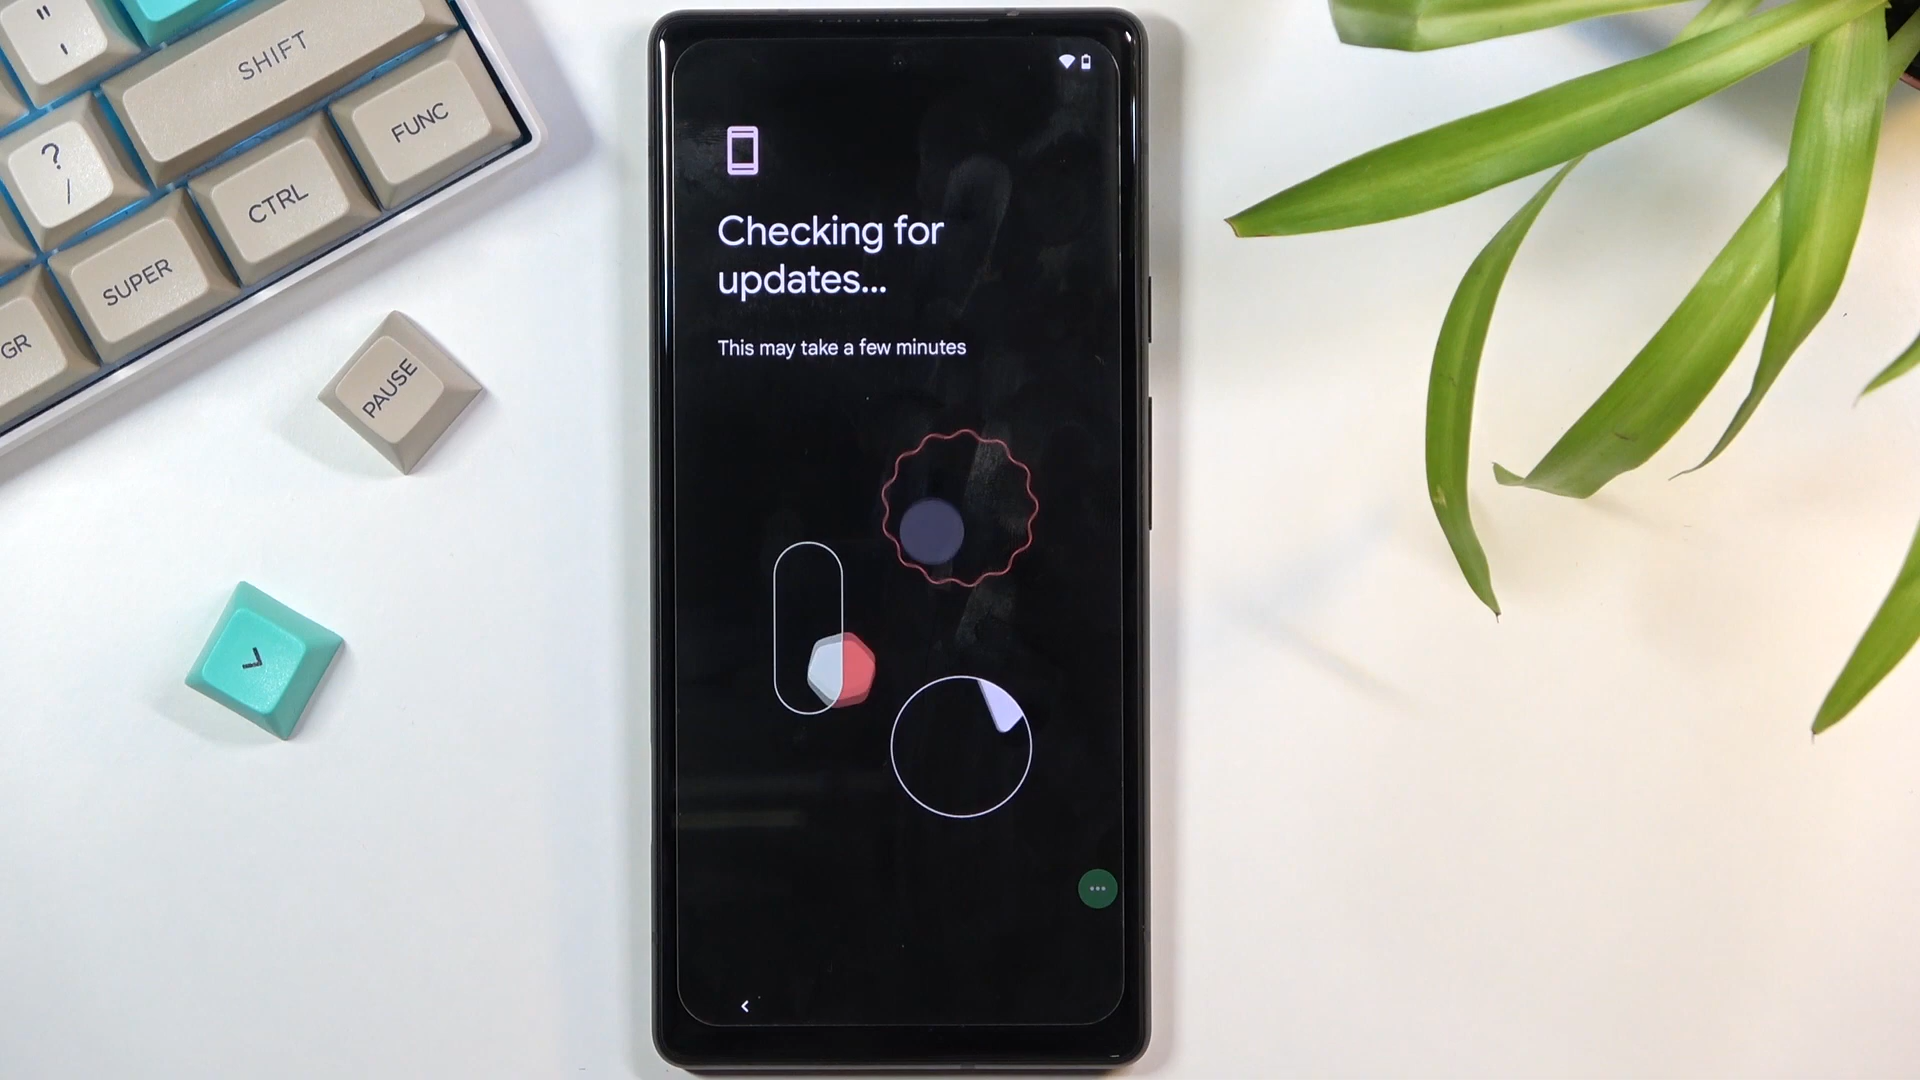 "
'
SHIFT
?
/
CTRL
FUNC
SUPER
GR
PAUSE
Checking for
updates...
This may take a few minutes